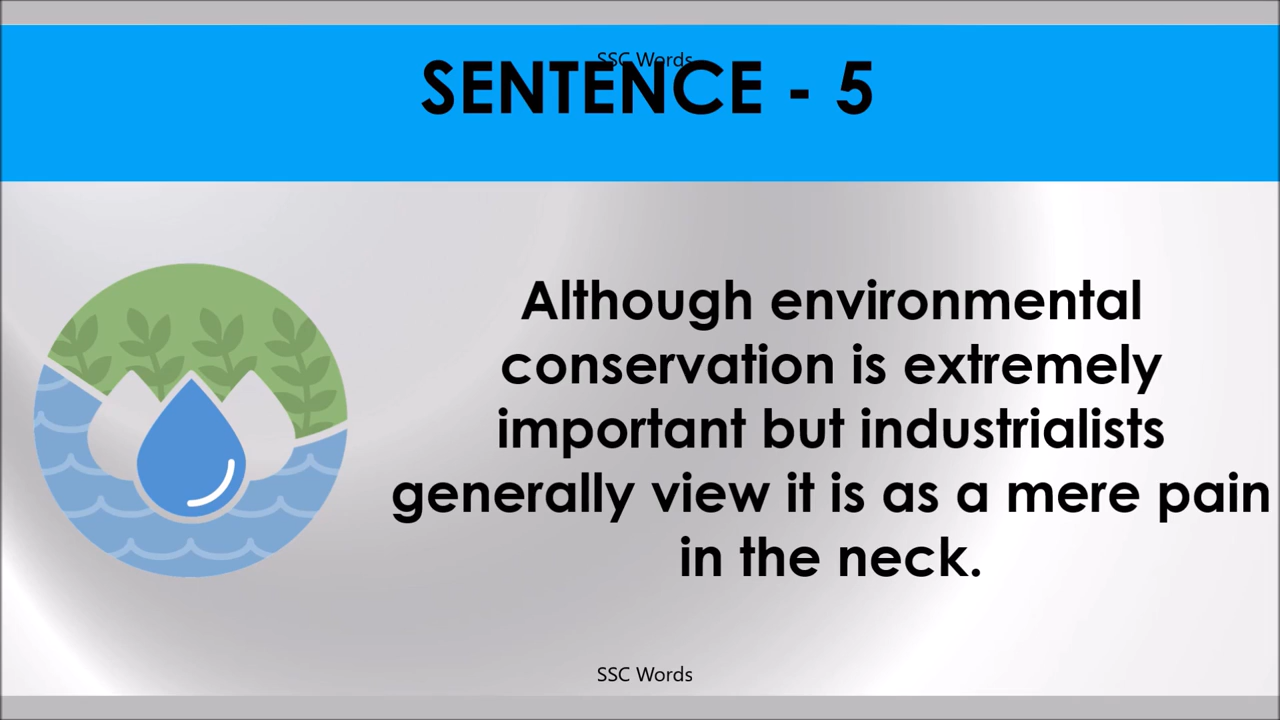 SSC Words
SENTENCE - 5
Although environmental
conservation is extremely
important but industrialists
generally view it is as a mere pain
in the neck.
SSC Words